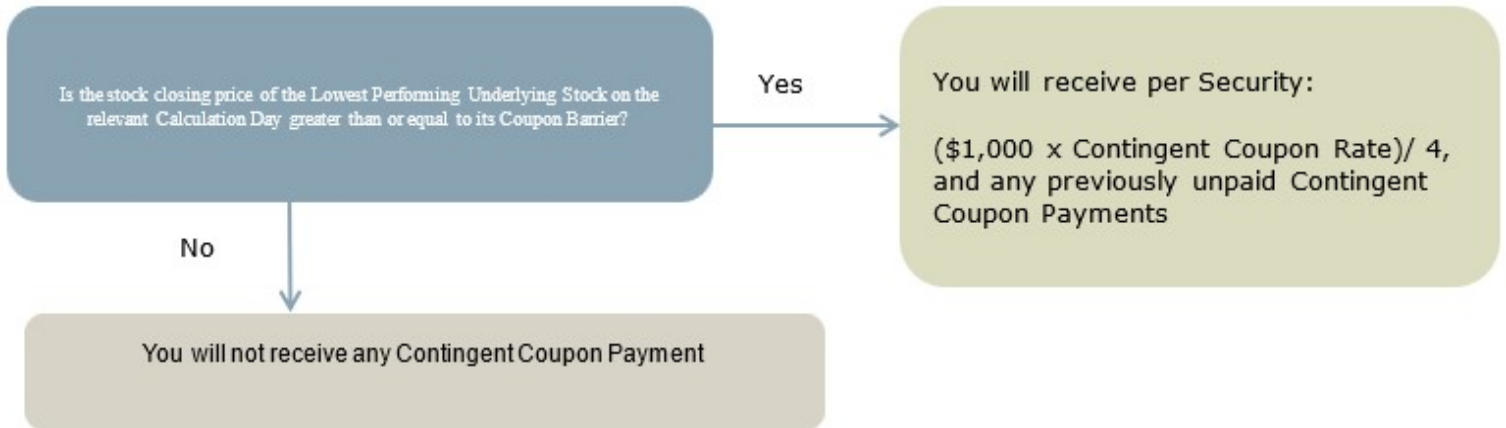 Is the stock closing price of the Lowest Performing Underlying Stock on the
relevant Calculation Day greater than or equal to its Coupon Barrier?
Yes
You will receive per Security:
($1,000 x Contingent Coupon Rate)/ 4,
and any previously unpaid Contingent
Coupon Payments
No
You will not receive any Contingent Coupon Payment